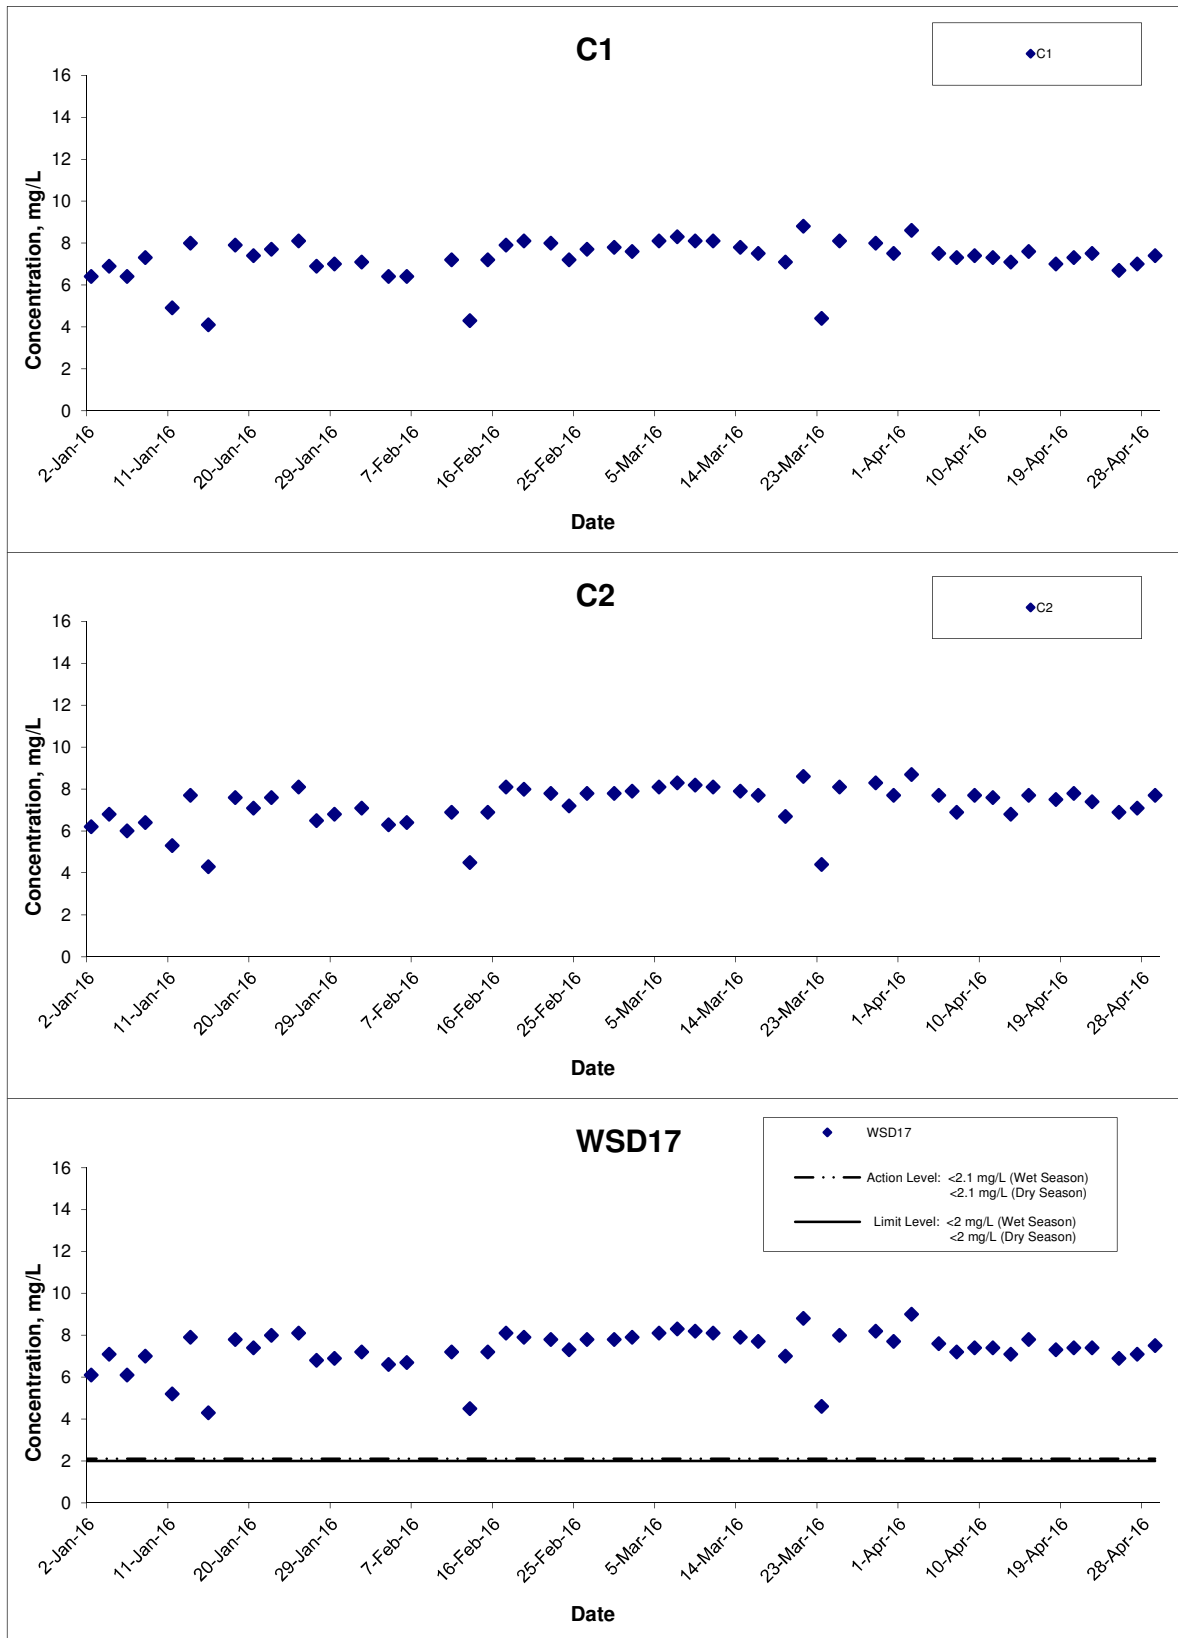 C1
C1
16
14
12
10
8
6
4
2
0
Concentration, mg/L
2-Jan-16
11-Jan-16
20-Jan-16
29-Jan-16
7-Feb-16
16-Feb-16
25-Feb-16
5-Mar-16
14-Mar-16
23-Mar-16
1-Apr-16
10-Apr-16
19-Apr-16
28-Apr-16
Date
C2
C2
16
14
12
10
8
6
4
2
0
Concentration, mg/L
2-Jan-16
11-Jan-16
20-Jan-16
29-Jan-16
7-Feb-16
16-Feb-16
25-Feb-16
5-Mar-16
14-Mar-16
23-Mar-16
1-Apr-16
10-Apr-16
19-Apr-16
28-Apr-16
Date
WSD17
WSD17
Action Level: <2.1 mg/L (Wet Season)
<2.1 mg/L (Dry Season)
Limit Level: <2 mg/L (Wet Season)
<2 mg/L (Dry Season)
16
14
12
10
8
6
4
2
0
Concentration, mg/L
2-Jan-16
11-Jan-16
20-Jan-16
29-Jan-16
7-Feb-16
16-Feb-16
25-Feb-16
5-Mar-16
14-Mar-16
23-Mar-16
1-Apr-16
10-Apr-16
19-Apr-16
28-Apr-16
Date